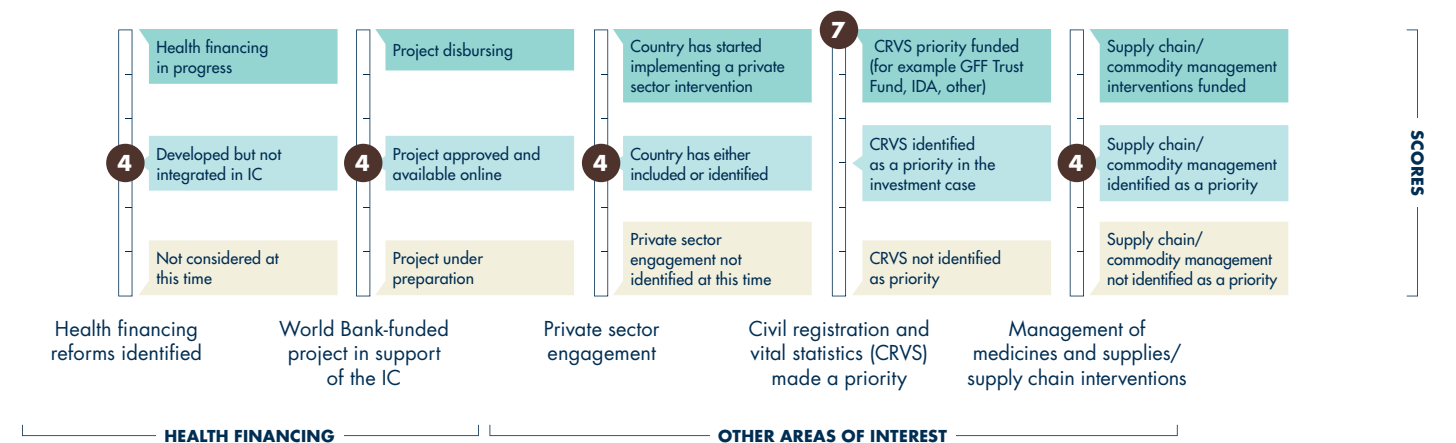 Health financing
in progress
4
Developed but not
integrated in IC
Not considered at
this time
Health financing
reforms identified
Project disbursing
4
Project approved and
available online
Project under
preparation
World Bank-funded
project in support
of the IC
Country has started
implementing a private
sector intervention
4
Country has either
included or identified
Private sector
engagement not
identified at this time
Private sector
engagement
7
CRVS priority funded
(for example GFF Trust
Fund, IDA, other)
CRVS identified
as a priority in the
investment case
CRVS not identified
as priority
Civil registration and
vital statistics (CRVS)
made a priority
Supply chain/
commodity management
interventions funded
4
Supply chain/
commodity management
identified as a priority
Supply chain/
commodity management
not identified as a priority
Management of
medicines and supplies/
supply chain interventions
SCORES
HEALTH FINANCING
OTHER AREAS OF INTEREST